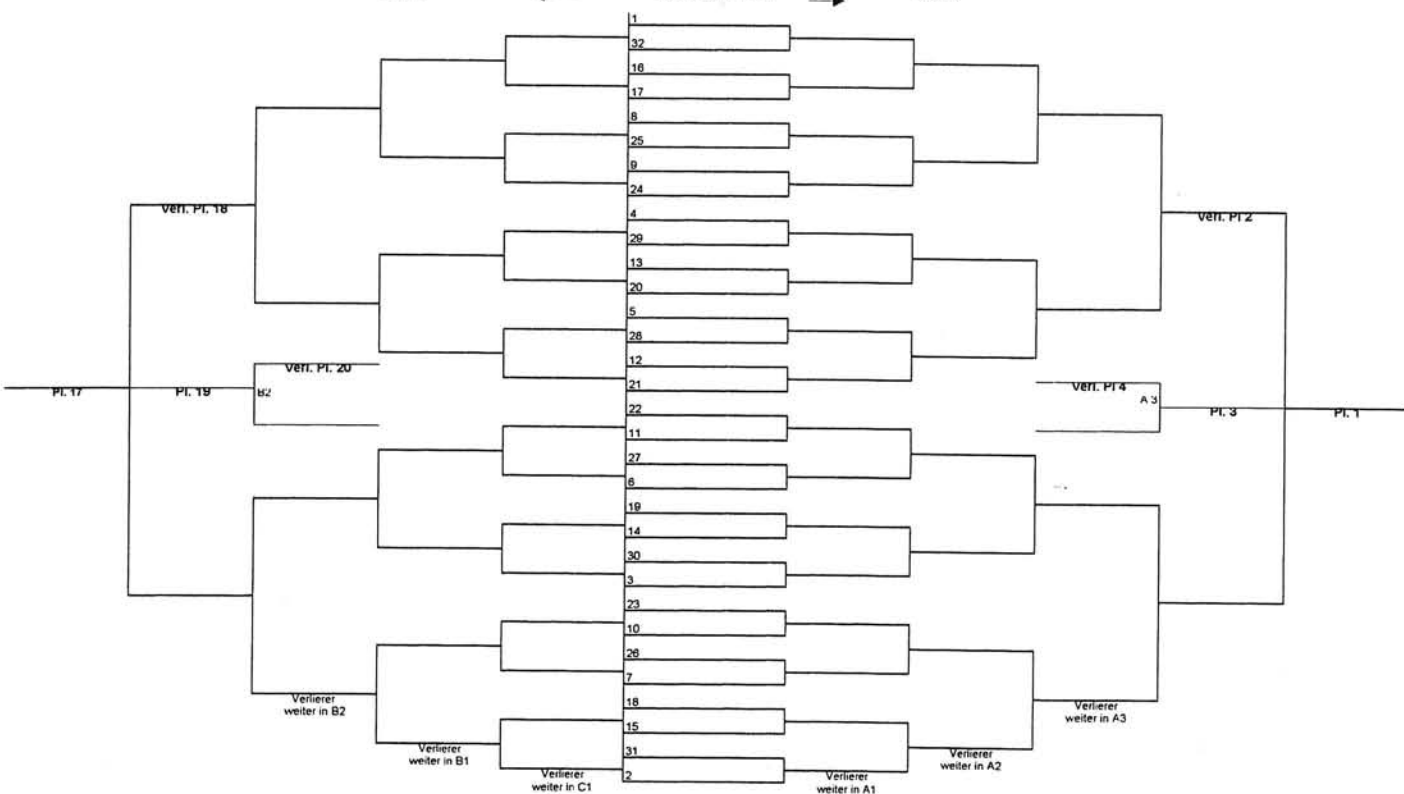 1
32
16
17
8
25
9
24
4
Verl. Pl. 18
Verl. Pl 2
29
13
20
5
28
Verl. Pl. 20
12
Verl. Pl 4
Pl. 17
Pl. 19
B2
21
A 3
Pl. 3
Pl. 1
22
11
27
6
19
14
30
3
23
10
26
7
Verlierer
weiter in B2
18
Verlierer
weiter in A3
15
Verlierer
weiter in B1
31
Verlierer
weiter in A2
Verlierer
weiter in C1
2
Verlierer
weiter in A1